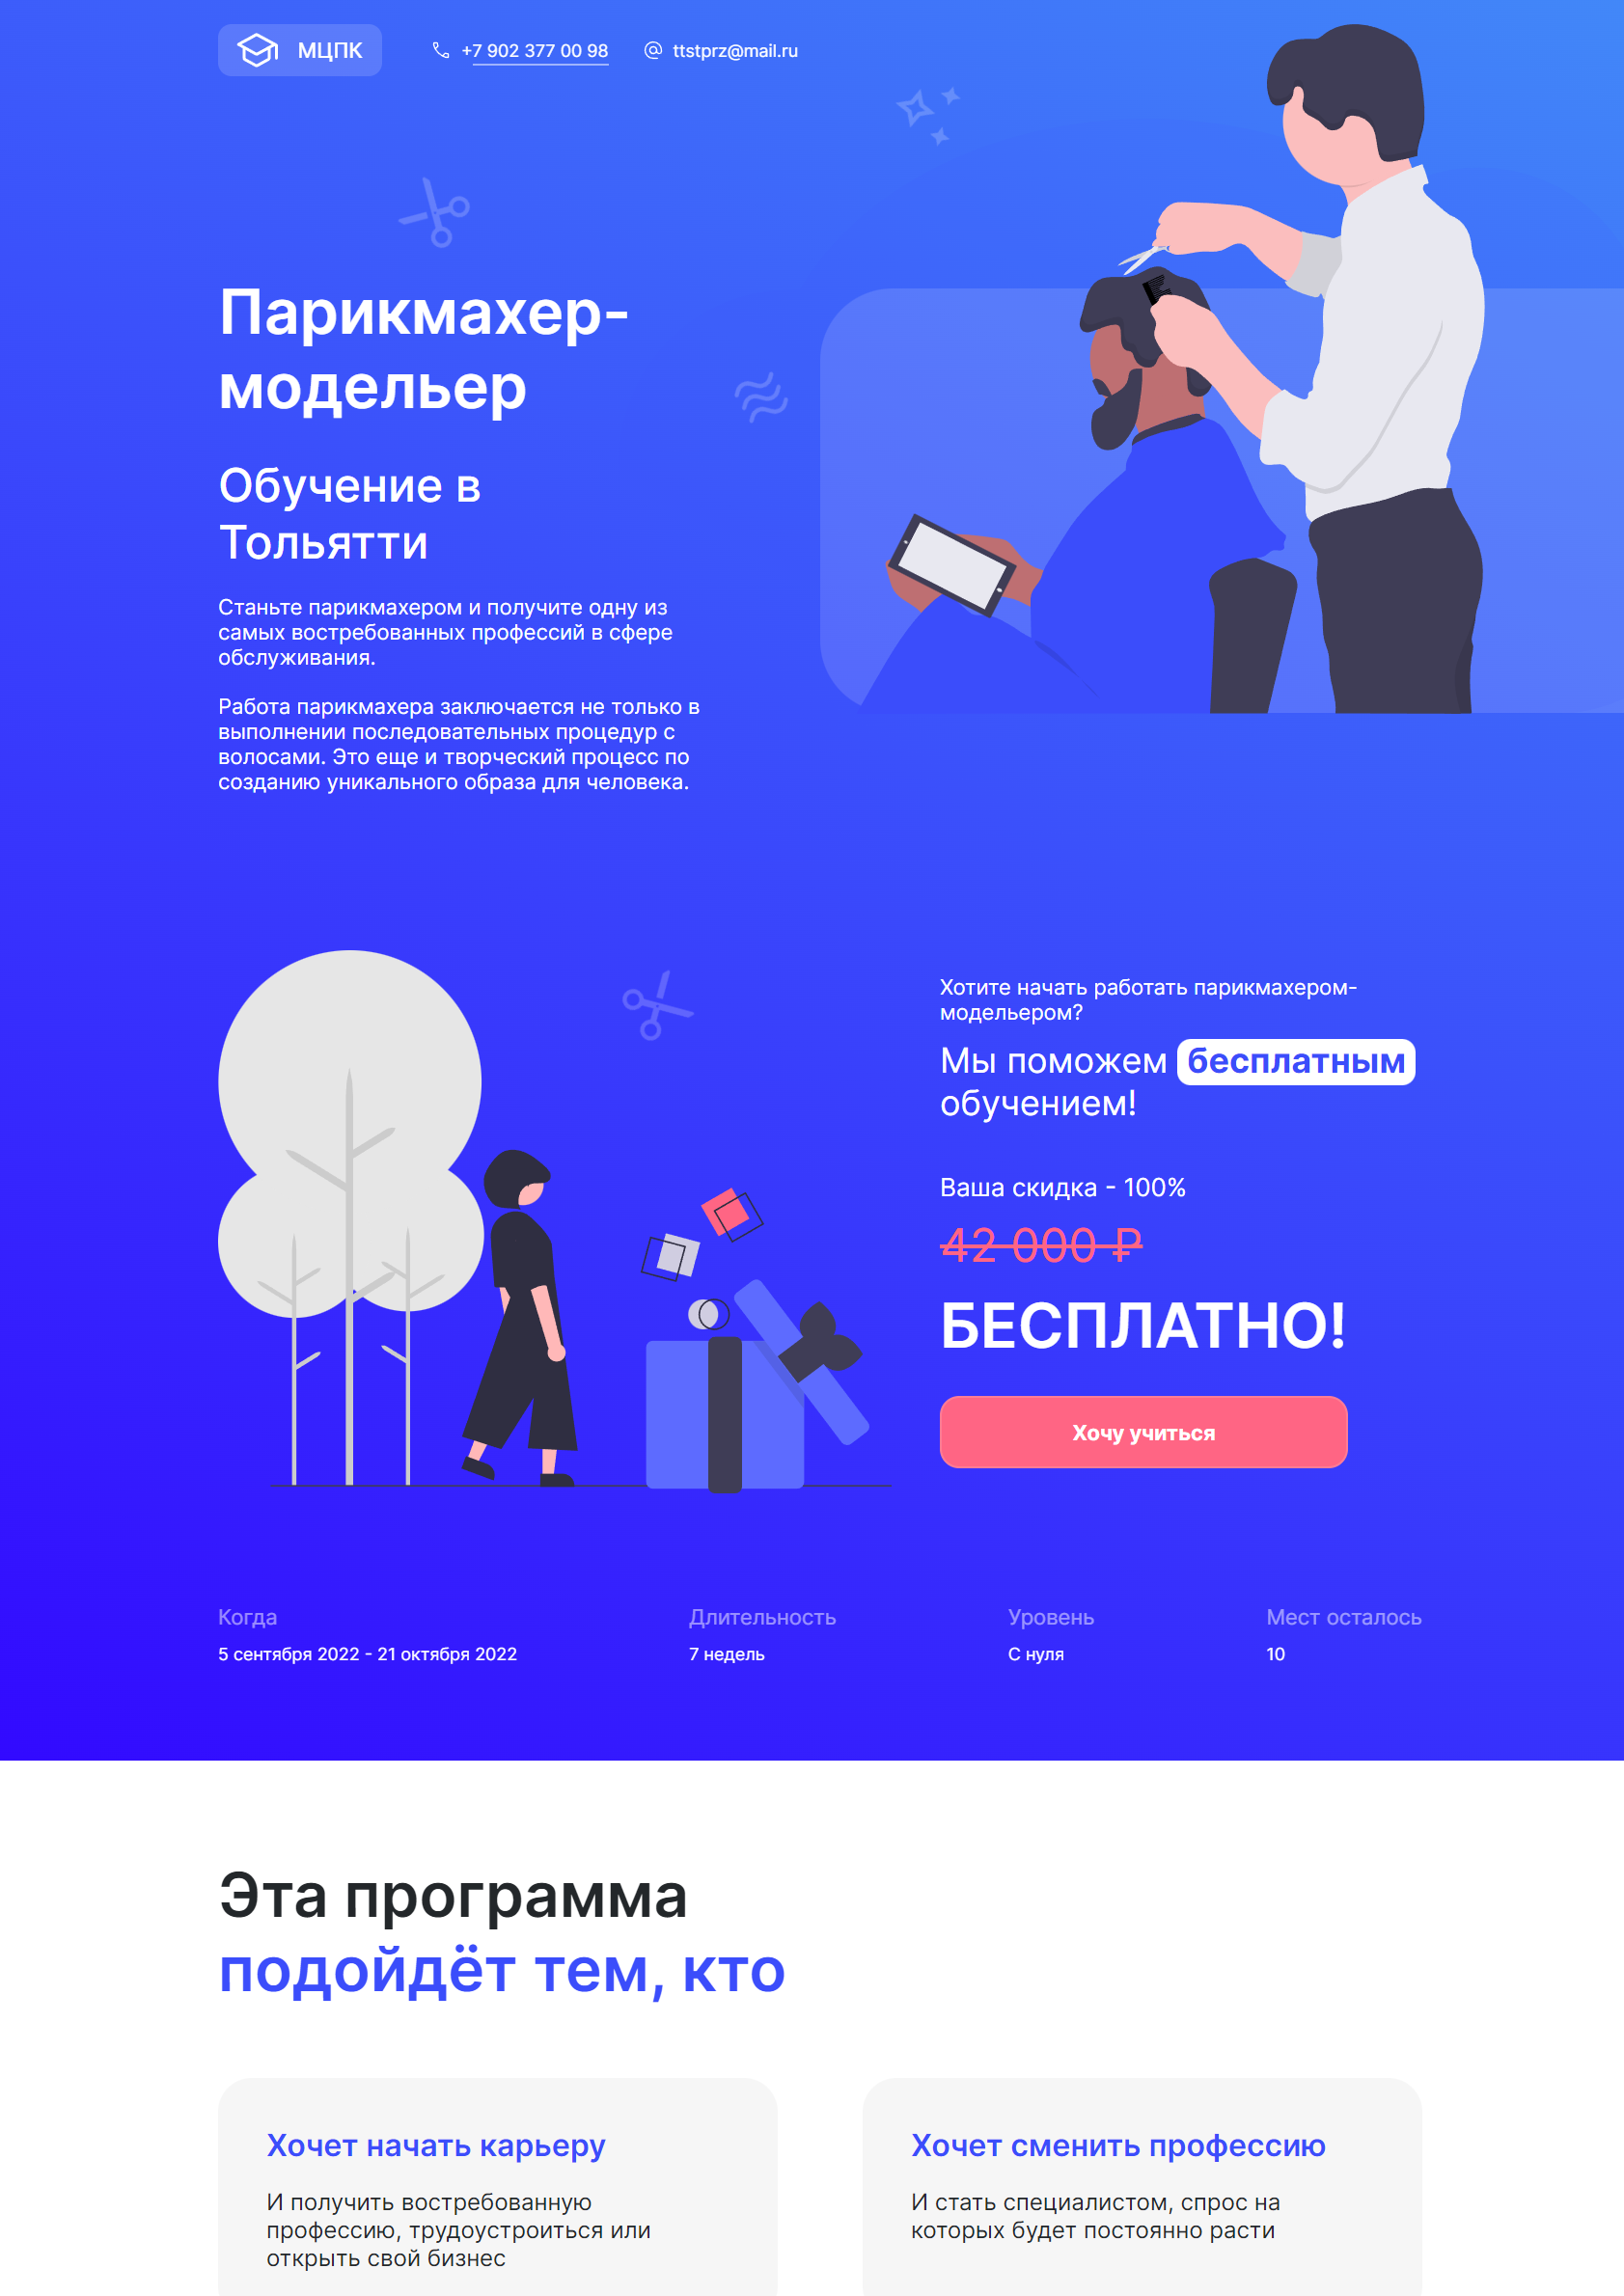 МЦПК
+7 902 377 00 98
ttstprz@mail.ru
Парикмахер-
модельер
Обучение в
Тольятти
Станьте парикмахером и получите одну из
самых востребованных профессий в сфере
обслуживания.
Работа парикмахера заключается не только в
выполнении последовательных процедур с
волосами. Это еще и творческий процесс по
созданию уникального образа для человека.
Хотите начать работать парикмахером-
модельером?
Мы поможем бесплатным
обучением!
Ваша скидка - 100%
42 000 ₽
БЕСПЛАТНО!
Хочу учиться
Когда
5 сентября 2022 - 21 октября 2022
Длительность
7 недель
Уровень
С нуля
Мест осталось
10
Эта программа
подойдёт тем, кто
Хочет начать карьеру
И получить востребованную
профессию, трудоустроиться или
открыть свой бизнес
Хочет сменить профессию
И стать специалистом, спрос на
которых будет постоянно расти